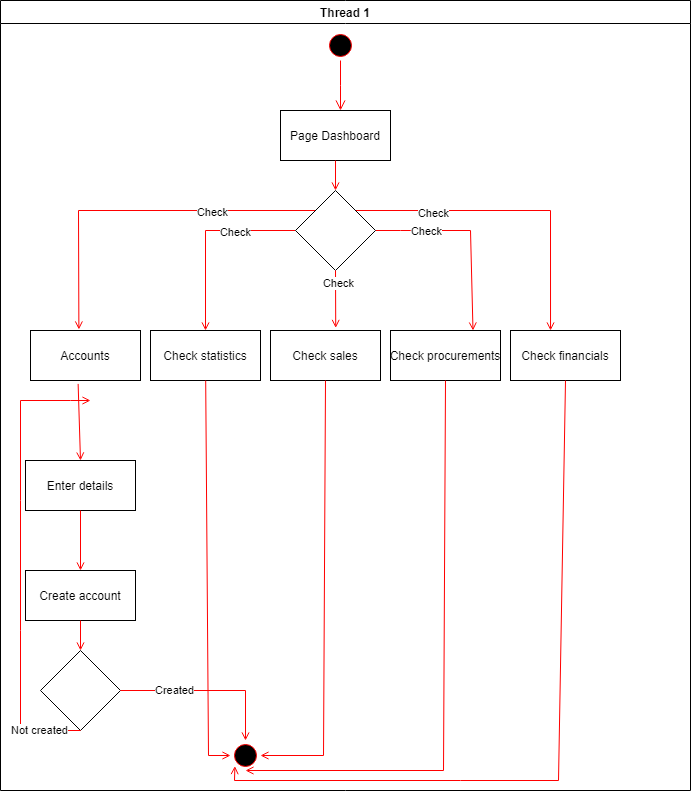 Thread 1
Page Dashboard
Check
Check
Check
Check
Check
Accounts
Check statistics
Check sales
Check procurements
Check financials
Enter details
Create account
Created
Not created